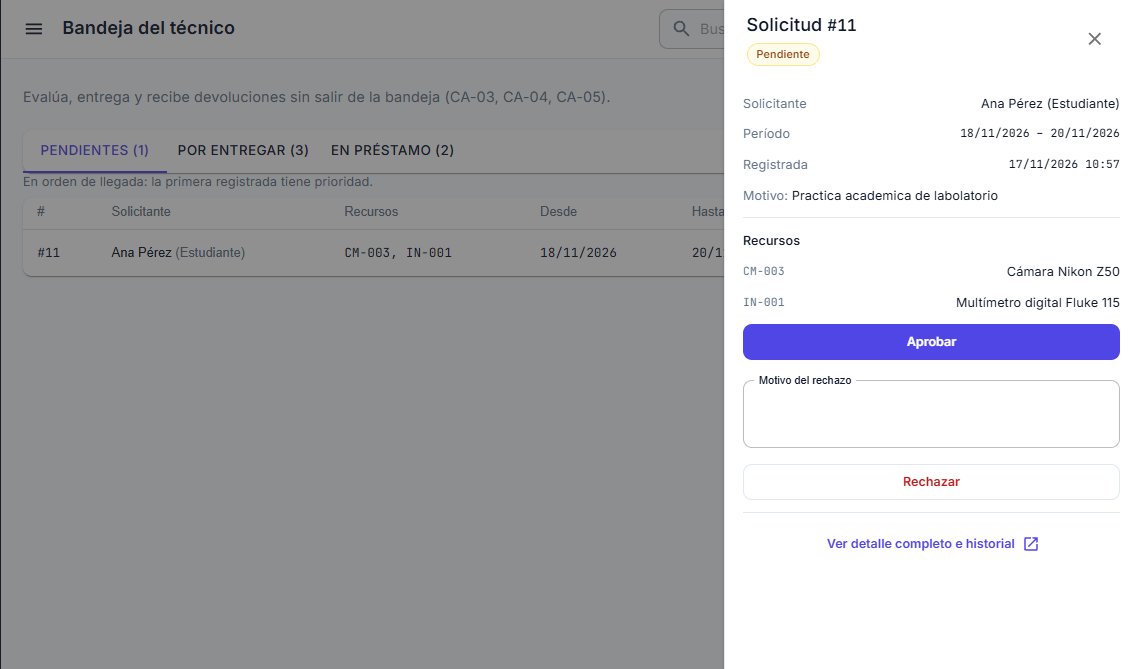 Bandeja del técnico
Bus
Evalúa, entrega y recibe devoluciones sin salir de la bandeja (CA-03, CA-04, CA-05).
PENDIENTES (1) POR ENTREGAR (3) EN PRÉSTAMO (2)
En orden de llegada: la primera registrada tiene prioridad.
# Solicitante Recursos Desde Hasta
#11 Ana Pérez (Estudiante) CM-003, IN-001 18/11/2026 20/1
Solicitud #11
Pendiente
Solicitante Ana Pérez (Estudiante)
Período 18/11/2026 – 20/11/2026
Registrada 17/11/2026 10:57
Motivo: Practica academica de labolatorio
Recursos
CM-003 Cámara Nikon Z50
IN-001 Multímetro digital Fluke 115
Aprobar
Motivo del rechazo
Rechazar
Ver detalle completo e historial